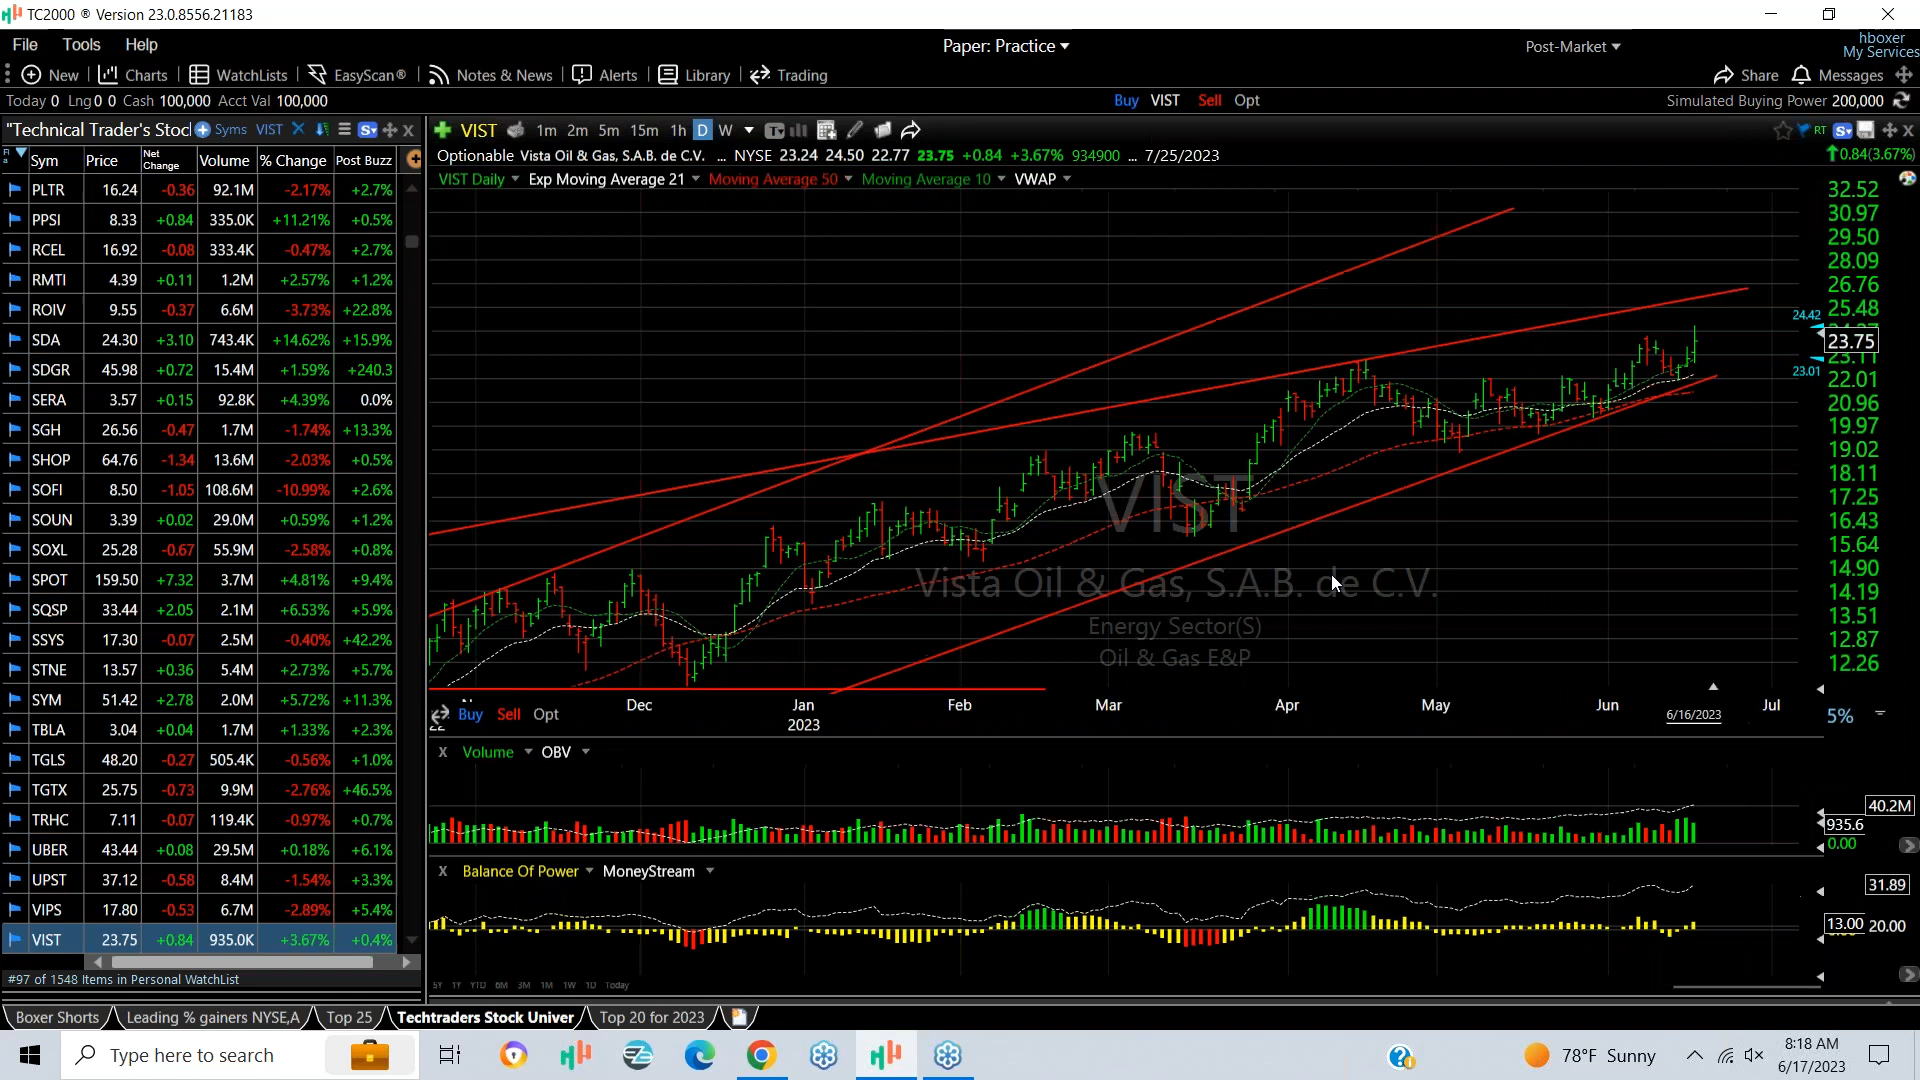 TC2000 ® Version 23.0.8556.21183
File Tools Help
Paper: Practice
Post-Market
hboxer
My Services
New Charts WatchLists EasyScan® Notes & News Alerts Library Trading
Share Messages
Today 0 Lng 0 0 Cash 100,000 Acct Val 100,000
Buy VIST Sell Opt
Simulated Buying Power 200,000
"Technical Trader's Stocl Syms VIST
VIST 1m 2m 5m 15m 1h D W
RT
Optionable Vista Oil & Gas, S.A.B. de C.V. ... NYSE 23.24 24.50 22.77 23.75 +0.84 +3.67% 934900 ... 7/25/2023
0.84(3.67%)
VIST Daily Exp Moving Average 21 Moving Average 50 Moving Average 10 VWAP
Sym Price Net Change Volume % Change Post Buzz
PLTR 16.24 -0.36 92.1M -2.17% +2.7%
PPSI 8.33 +0.84 335.0K +11.21% +0.5%
RCEL 16.92 -0.08 333.4K -0.47% +2.7%
RMTI 4.39 +0.11 1.2M +2.57% +1.2%
ROIV 9.55 -0.37 6.6M -3.73% +22.8%
SDA 24.30 +3.10 743.4K +14.62% +15.9%
SDGR 45.98 +0.72 15.4M +1.59% +240.3
SERA 3.57 +0.15 92.8K +4.39% 0.0%
SGH 26.56 -0.47 1.7M -1.74% +13.3%
SHOP 64.76 -1.34 13.6M -2.03% +0.5%
SOFI 8.50 -1.05 108.6M -10.99% +2.6%
SOUN 3.39 +0.02 29.0M +0.59% +1.2%
SOXL 25.28 -0.67 55.9M -2.58% +0.8%
SPOT 159.50 +7.32 3.7M +4.81% +9.4%
SQSP 33.44 +2.05 2.1M +6.53% +5.9%
SSYS 17.30 -0.07 2.5M -0.40% +42.2%
STNE 13.57 +0.36 5.4M +2.73% +5.7%
SYM 51.42 +2.78 2.0M +5.72% +11.3%
TBLA 3.04 +0.04 1.7M +1.33% +2.3%
TGLS 48.20 -0.27 505.4K -0.56% +1.0%
TGTX 25.75 -0.73 9.9M -2.76% +46.5%
TRHC 7.11 -0.07 119.4K -0.97% +0.7%
UBER 43.44 +0.08 29.5M +0.18% +6.1%
UPST 37.12 -0.58 8.4M -1.54% +3.3%
VIPS 17.80 -0.53 6.7M -2.89% +5.4%
VIST 23.75 +0.84 935.0K +3.67% +0.4%
#97 of 1548 Items in Personal WatchList
32.52
30.97
29.50
28.09
26.76
25.48
24.42
23.75
23.11
23.01
22.01
20.96
19.97
19.02
18.11
17.25
16.43
15.64
14.90
14.19
13.51
12.87
12.26
VIST
Vista Oil & Gas, S.A.B. de C.V.
Energy Sector(S)
Oil & Gas E&P
Dec Jan Feb Mar Apr May Jun Jul
22 2023 6/16/2023
Buy Sell Opt
5%
X Volume OBV
40.2M
935.6
0.00
X Balance Of Power MoneyStream
31.89
13.00 20.00
5Y 1Y YTD 6M 3M 1M 1W 1D Today
Boxer Shorts Leading % gainers NYSE,A Top 25 Techtraders Stock Univer Top 20 for 2023
Type here to search
78°F Sunny
8:18 AM
6/17/2023